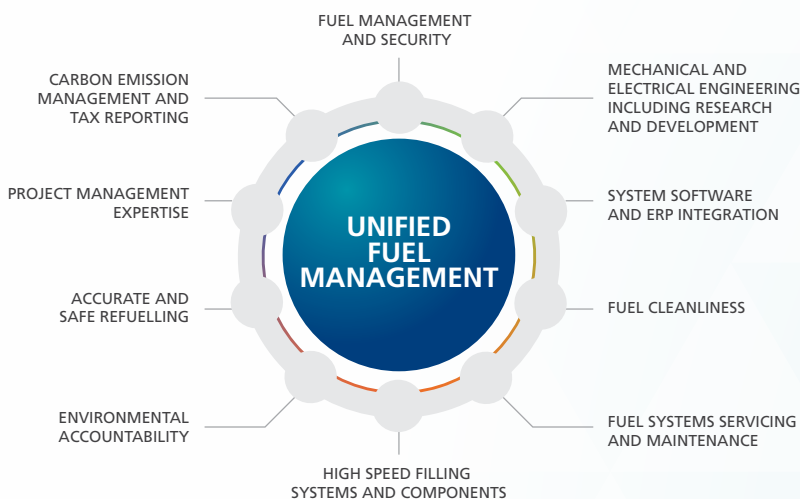 FUEL MANAGEMENT
AND SECURITY
MECHANICAL AND
ELECTRICAL ENGINEERING
INCLUDING RESEARCH
AND DEVELOPMENT
SYSTEM SOFTWARE
AND ERP INTEGRATION
FUEL CLEANLINESS
FUEL SYSTEMS SERVICING
AND MAINTENANCE
HIGH SPEED FILLING
SYSTEMS AND COMPONENTS
ENVIRONMENTAL
ACCOUNTABILITY
ACCURATE AND
SAFE REFUELLING
PROJECT MANAGEMENT
EXPERTISE
CARBON EMISSION
MANAGEMENT AND
TAX REPORTING
UNIFIED
FUEL
MANAGEMENT